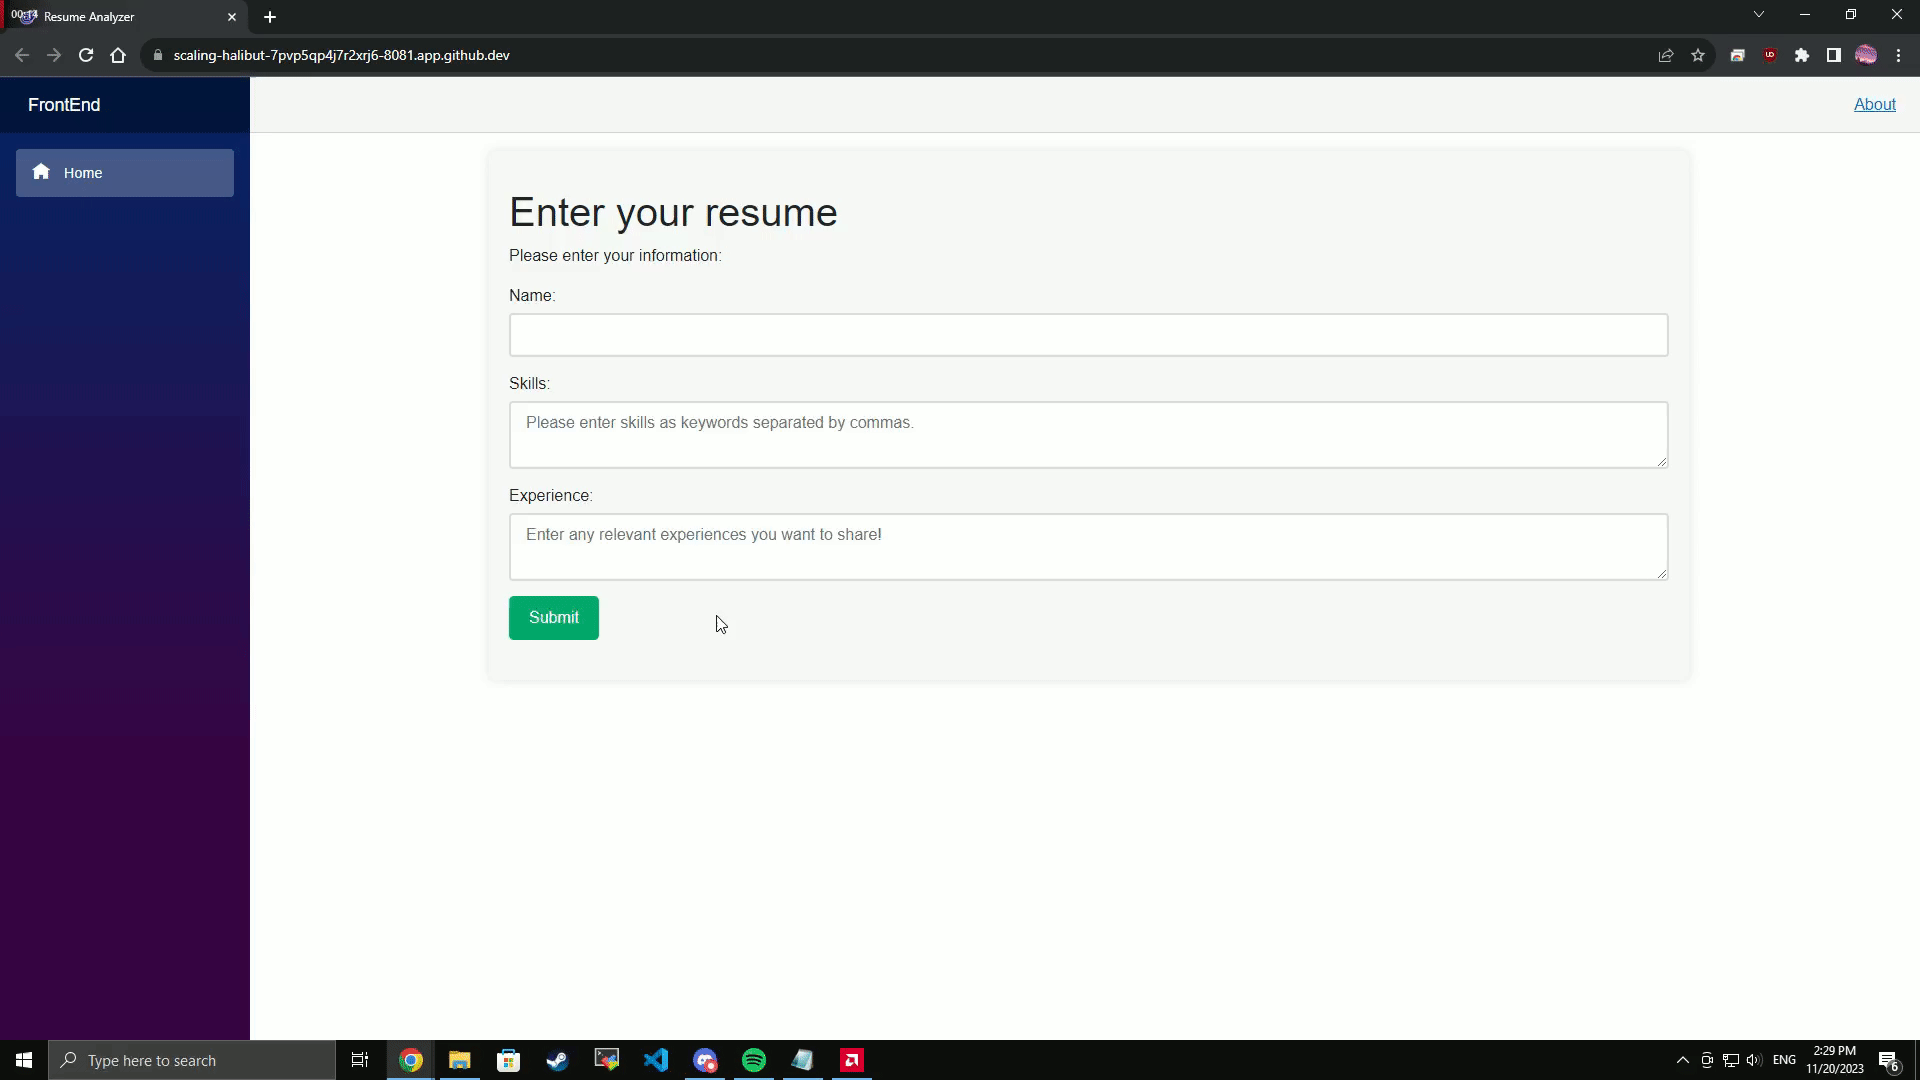 00:14 Resume Analyzer
scaling-halibut-7pvp5qp4j7r2xrj6-8081.app.github.dev
FrontEnd
About
Home
Enter your resume
Please enter your information:
Name:
Skills:
Please enter skills as keywords separated by commas.
Experience:
Enter any relevant experiences you want to share!
Submit
Type here to search
ENG
2:29 PM
11/20/2023
6